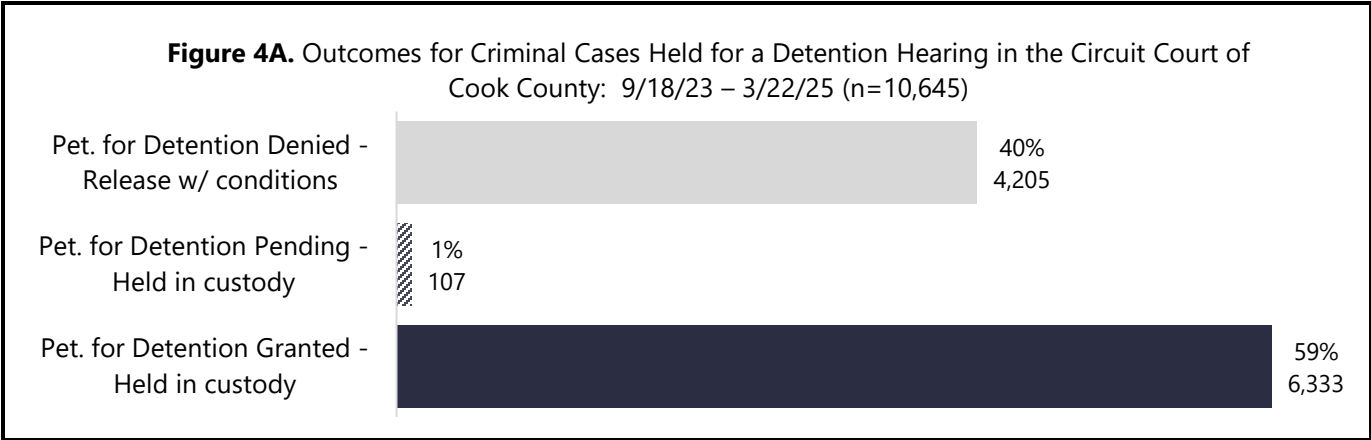 Figure 4A. Outcomes for Criminal Cases Held for a Detention Hearing in the Circuit Court of
Cook County:  9/18/23 – 3/22/25 (n=10,645)
Pet. for Detention Denied -
Release w/ conditions
40%
4,205
Pet. for Detention Pending -
Held in custody
1%
107
Pet. for Detention Granted -
Held in custody
59%
6,333